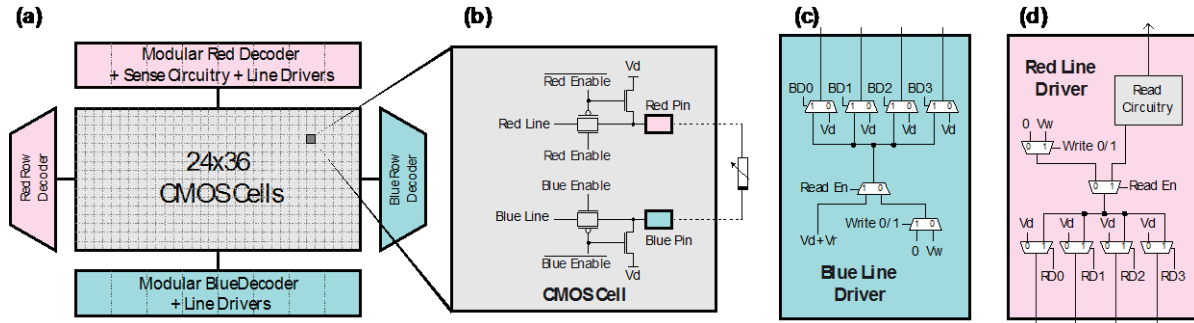 (a)
Modular Red Decoder
+ Sense Circuitry + Line Drivers
Red Row
Decoder
24x36
CMOS Cells
Blue Row
Decoder
Modular Blue Decoder
+ Line Drivers
(b)
Red Enable
Vd
Red Pin
Red Line
Red Enable
Blue Enable
Blue Line
Blue Pin
Blue Enable
Vd
CMOS Cell
(c)
BD0 1 0
BD1 1 0
BD2 1 0
BD3 1 0
Vd Vd Vd Vd
Read En 1 0
Write 0/1 1 0
Vd+Vr
0 Vw
Blue Line
Driver
(d)
Red Line
Driver
Read
Circuitry
0 Vw
0 1 Write 0/1
0 1 Read En
Vd Vd Vd Vd
0 1 0 1 0 1 0 1
RD0 RD1 RD2 RD3